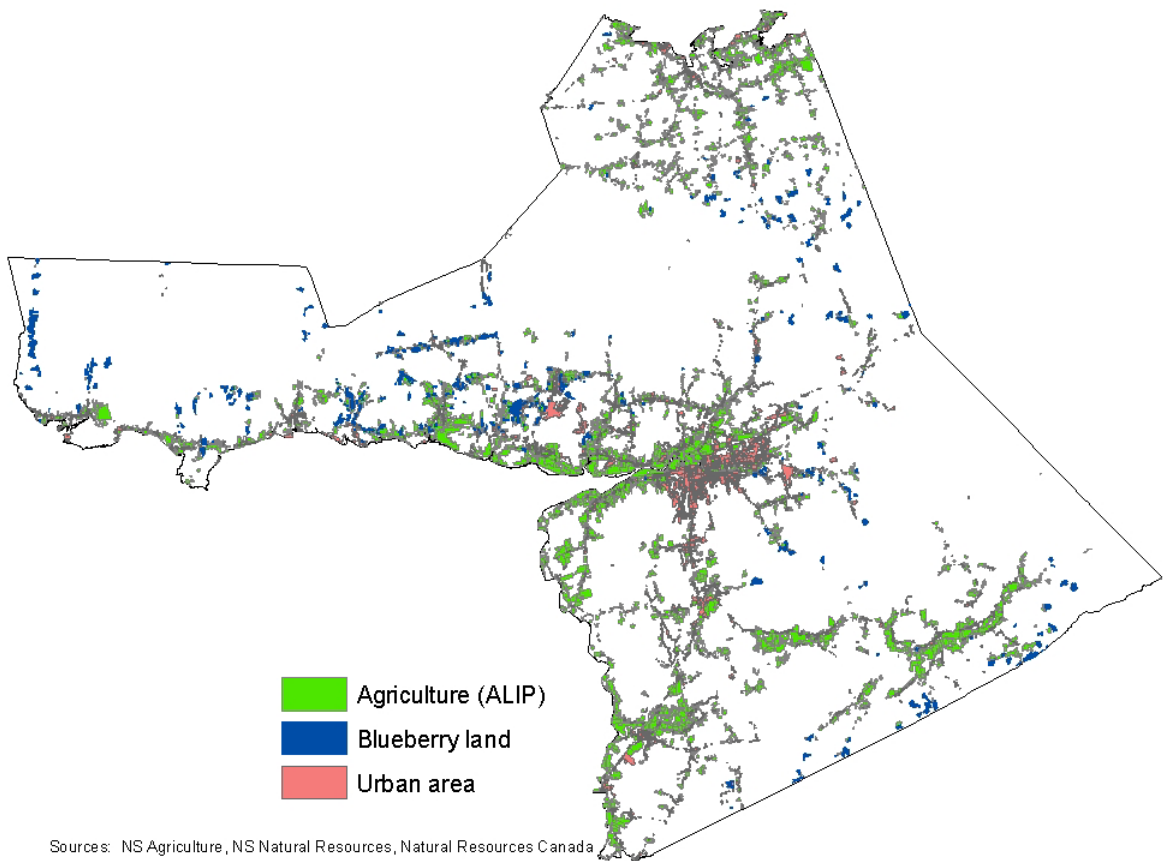 Agriculture (ALIP)
Blueberry land
Urban area
Sources: NS Agriculture, NS Natural Resources, Natural Resources Canada